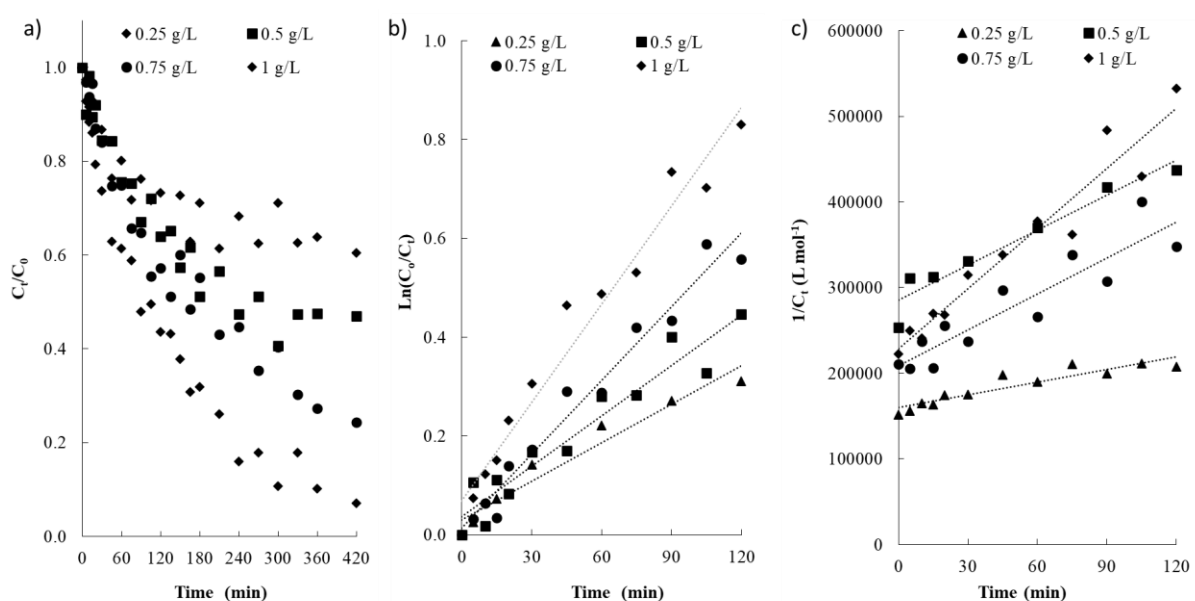 a)
0.25 g/L
0.5 g/L
0.75 g/L
1 g/L
1.0
0.8
0.6
0.4
0.2
0.0
Cₜ/C₀
0 60 120 180 240 300 360 420
Time (min)
b)
1.0
0.25 g/L
0.5 g/L
0.75 g/L
1 g/L
0.8
0.6
0.4
0.2
0.0
Ln(C₀/Cₜ)
0 30 60 90 120
Time (min)
c)
0.25 g/L
0.5 g/L
0.75 g/L
1 g/L
600000
500000
400000
300000
200000
100000
0
1/Cₜ (L mol⁻¹)
0 30 60 90 120
Time (min)